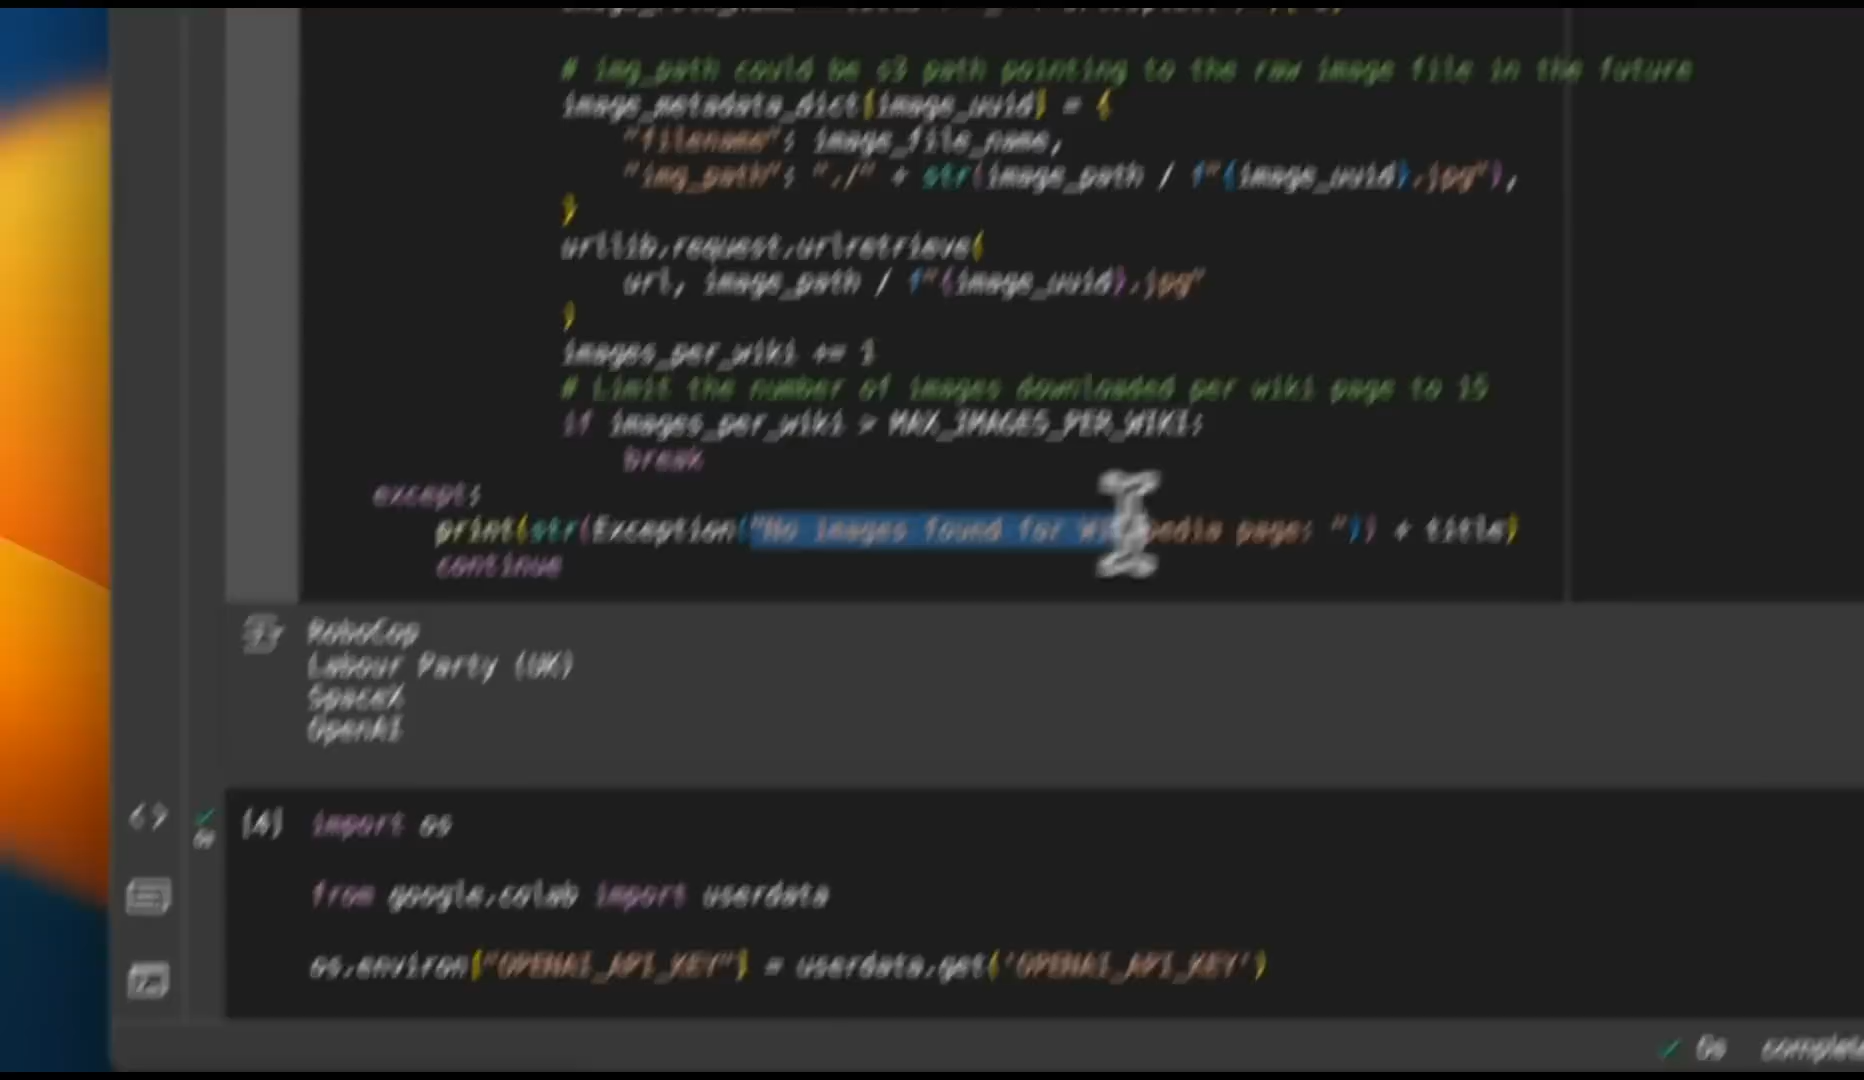 # img_path could be s3 path pointing to the raw image file in the future
image_metadata_dict[image_uuid] = {
"filename": image_file_name,
"img_path": "./" + str(image_path / f"{image_uuid}.jpg"),
}
urllib.request.urlretrieve(
url, image_path / f"{image_uuid}.jpg"
)
images_per_wiki += 1
# Limit the number of images downloaded per wiki page to 15
if images_per_wiki > MAX_IMAGES_PER_WIKI:
break
except:
print(str(Exception("No images found for Wikipedia page: ")) + title)
continue
RoboCop
Labour Party (UK)
SpaceX
OpenAI
[4] import os
0s
from google.colab import userdata
os.environ["OPENAI_API_KEY"] = userdata.get('OPENAI_API_KEY')
0s